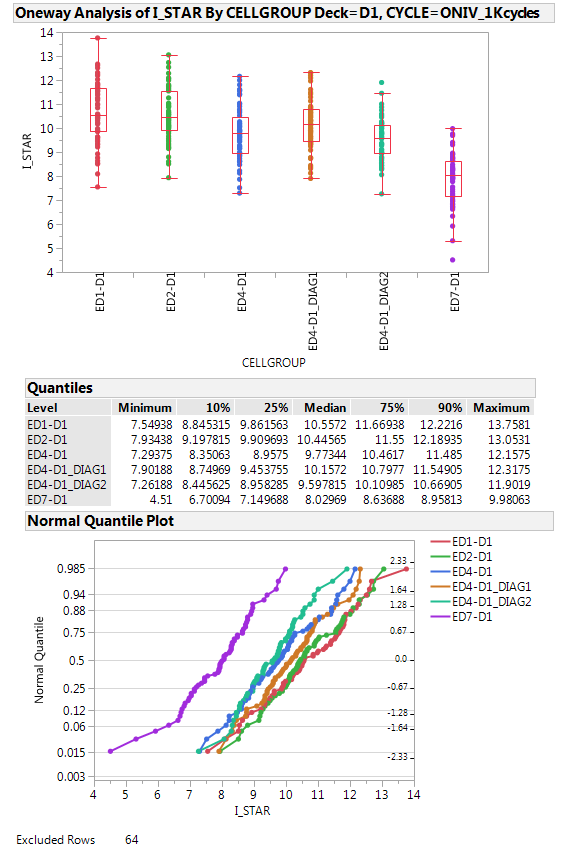 Oneway Analysis of I_STAR By CELLGROUP Deck=D1, CYCLE=ONIV_1Kcydes
14
13
12
11
10
9
8
7
6
5
4
I_STAR
ED1-D1
ED2-D1
ED4-D1
ED4-D1_DIAG1
ED4-D1_DIAG2
ED7-D1
CELLGROUP
Quantiles
Level Minimum 10% 25% Median 75% 90% Maximum
ED1-D1 7.54938 8.845315 9.861563 10.5572 11.66938 12.2216 13.7581
ED2-D1 7.93438 9.197815 9.909693 10.44565 11.55 12.18935 13.0531
ED4-D1 7.29375 8.35063 8.9575 9.77344 10.4617 11.485 12.1575
ED4-D1_DIAG1 7.90188 8.74969 9.453755 10.1572 10.7977 11.54905 12.3175
ED4-D1_DIAG2 7.26188 8.445625 8.958285 9.597815 10.10985 10.66905 11.9019
ED7-D1 4.51 6.70094 7.149688 8.02969 8.63688 8.95813 9.98063
Normal Quantile Plot
0.985
0.94
0.88
0.75
0.5
0.25
0.12
0.06
0.015
0.003
Normal Quantile
2.33
1.64
1.28
0.67
0.0
-0.67
-1.28
-1.64
-2.33
4 5 6 7 8 9 10 11 12 13 14
I_STAR
ED1-D1
ED2-D1
ED4-D1
ED4-D1_DIAG1
ED4-D1_DIAG2
ED7-D1
Excluded Rows 64